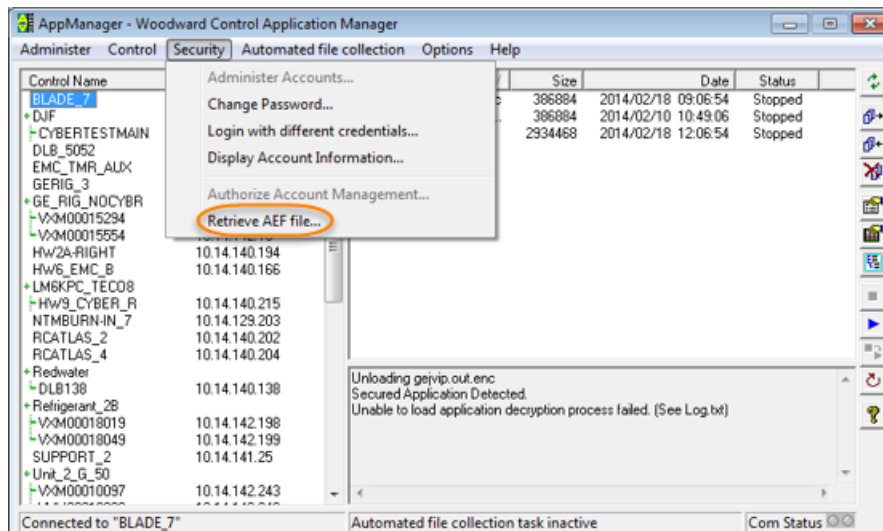 AppManager - Woodward Control Application Manager
Administer Control Security Automated file collection Options Help
Control Name
BLADE_7
DJF
CYBERTESTMAIN
DLB_5052
EMC_TMR_AUX
GERIG_3
GE_RIG_NOCYBR
VXM00015294
VXM00015554
HW2A-RIGHT 10.14.140.194
HW6_EMC_B 10.14.140.166
LM6KPC_TECO8
HW9_CYBER_R 10.14.140.215
NTMBURN-IN_7 10.14.129.203
RCATLAS_2 10.14.140.202
RCATLAS_4 10.14.140.204
Redwater
DLB138 10.14.140.138
Refrigerant_2B
VXM00018019 10.14.142.198
VXM00018049 10.14.142.199
SUPPORT_2 10.14.141.25
Unit_2_G_50
VXM00010097 10.14.142.243
Administer Accounts...
Change Password...
Login with different credentials...
Display Account Information...
Authorize Account Management...
Retrieve AEF file...
Size Date Status
386884 2014/02/18 09:06:54 Stopped
386884 2014/02/10 10:49:06 Stopped
2934468 2014/02/18 12:06:54 Stopped
Unloading gejvip.out.enc
Secured Application Detected.
Unable to load application decryption process failed. (See Log.txt)
Connected to "BLADE_7" Automated file collection task inactive Com Status